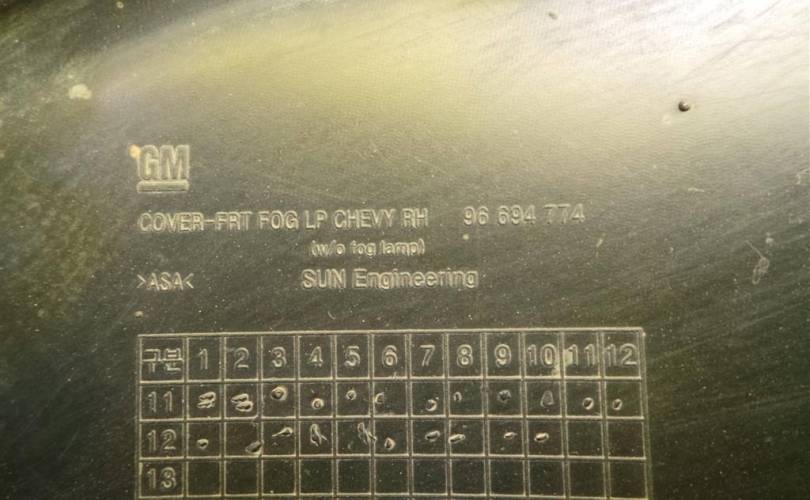 GM
COVER-FRT FOG LP CHEVY RH 96 694 774
(w/o fog lamp)
>ASA< SUN Engineering
구분 1 2 3 4 5 6 7 8 9 10 11 12
11
12
13